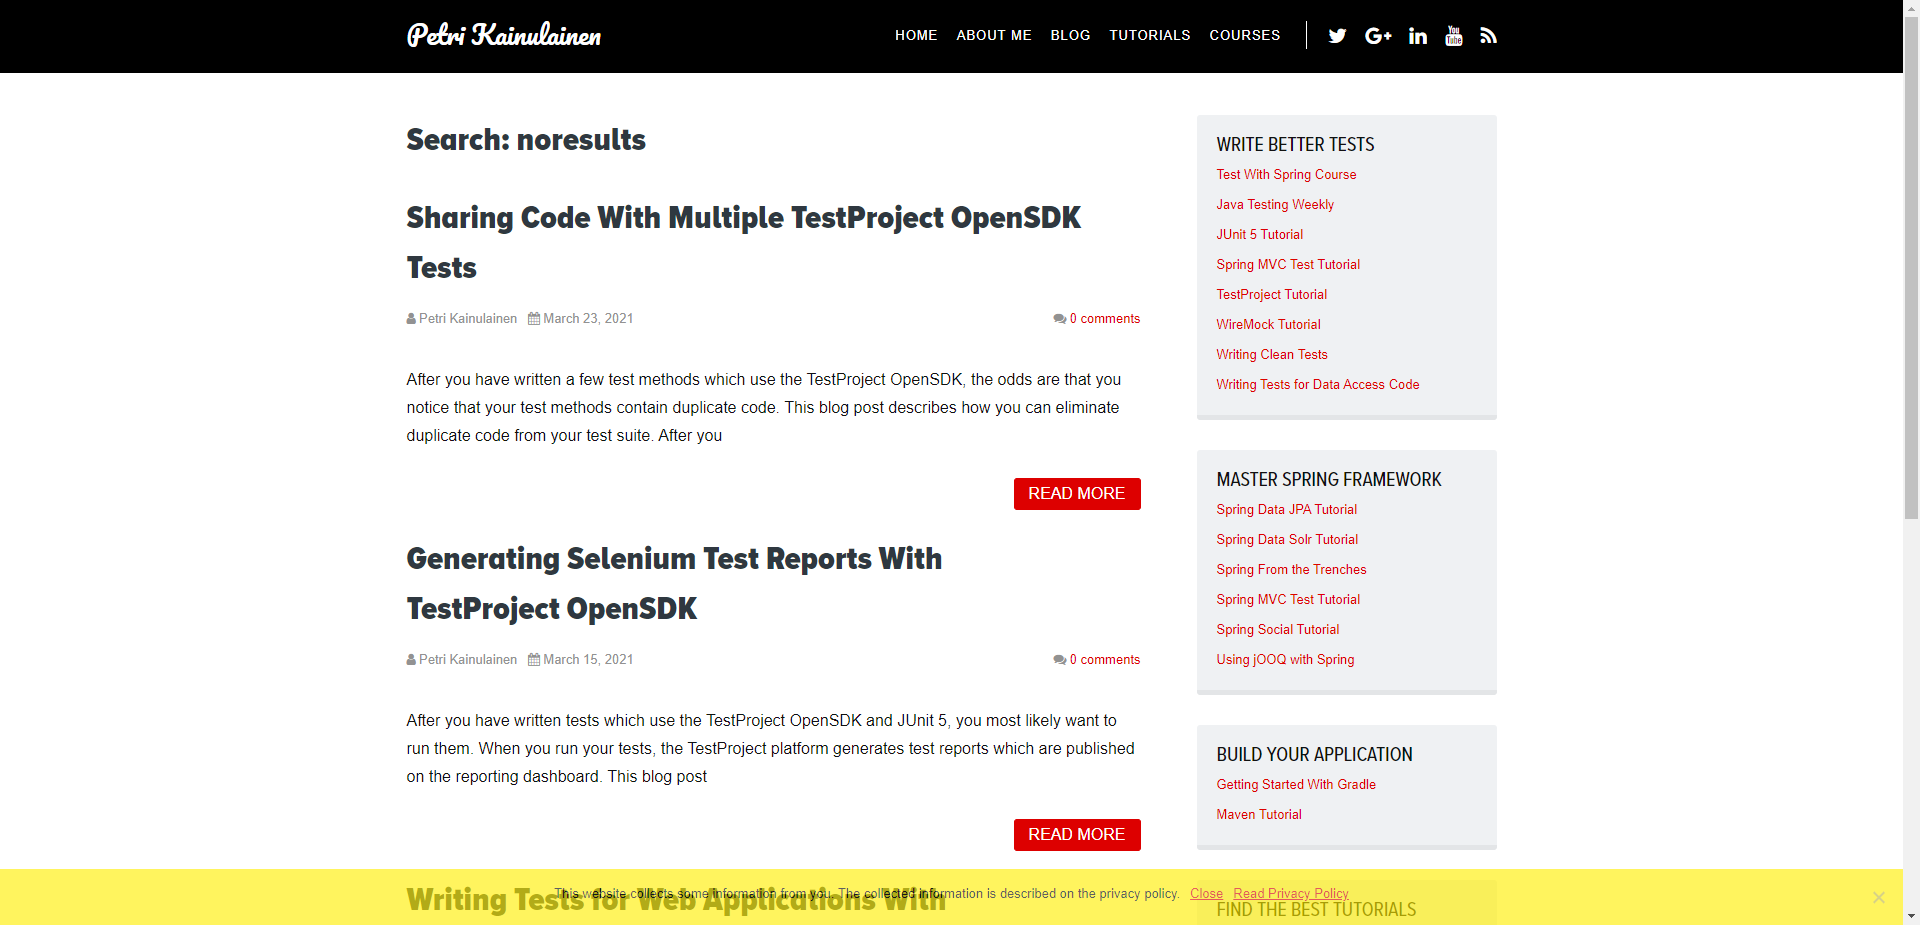 Petri Kainulainen
HOME ABOUT ME BLOG TUTORIALS COURSES
Search: noresults
Sharing Code With Multiple TestProject OpenSDK
Tests
Petri Kainulainen March 23, 2021 0 comments
After you have written a few test methods which use the TestProject OpenSDK, the odds are that you
notice that your test methods contain duplicate code. This blog post describes how you can eliminate
duplicate code from your test suite. After you
READ MORE
Generating Selenium Test Reports With
TestProject OpenSDK
Petri Kainulainen March 15, 2021 0 comments
After you have written tests which use the TestProject OpenSDK and JUnit 5, you most likely want to
run them. When you run your tests, the TestProject platform generates test reports which are published
on the reporting dashboard. This blog post
READ MORE
Writing Tests for Web Applications With
WRITE BETTER TESTS
Test With Spring Course
Java Testing Weekly
JUnit 5 Tutorial
Spring MVC Test Tutorial
TestProject Tutorial
WireMock Tutorial
Writing Clean Tests
Writing Tests for Data Access Code
MASTER SPRING FRAMEWORK
Spring Data JPA Tutorial
Spring Data Solr Tutorial
Spring From the Trenches
Spring MVC Test Tutorial
Spring Social Tutorial
Using jOOQ with Spring
BUILD YOUR APPLICATION
Getting Started With Gradle
Maven Tutorial
FIND THE BEST TUTORIALS
This website collects some information from you. The collected information is described on the privacy policy. Close Read Privacy Policy